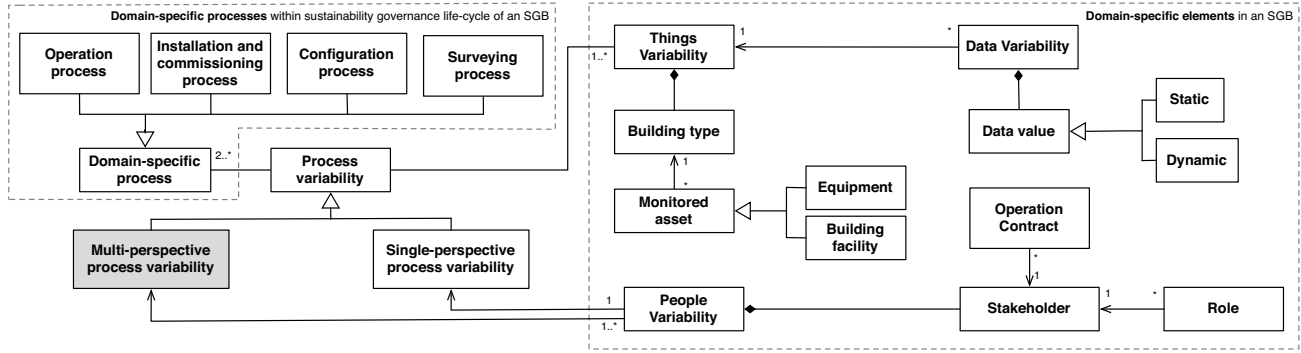 Domain-specific processes within sustainability governance life-cycle of an SGB
Operation
process
Installation and
commissioning
process
Configuration
process
Surveying
process
Domain-specific
process
2..*
Process
variability
Multi-perspective
process variability
Single-perspective
process variability
Domain-specific elements in an SGB
1..*
Things
Variability
1
*
Data Variability
Building type
Data value
Static
Dynamic
1
*
Monitored
asset
Equipment
Building
facility
Operation
Contract
*
1
1
1..*
People
Variability
Stakeholder
1
*
Role